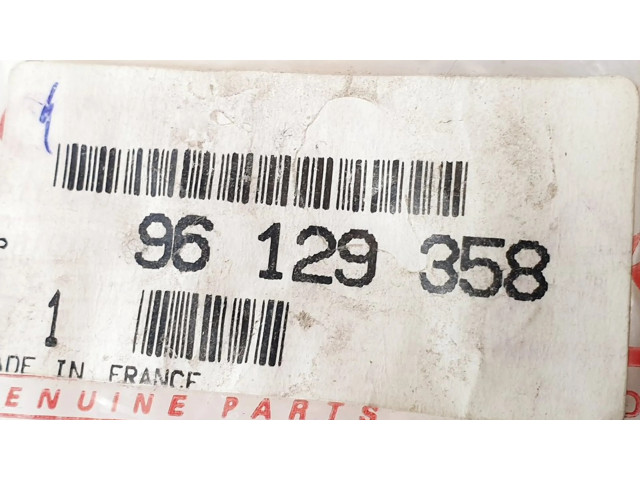 P 96 129 358
1
ADE IN FRANCE
ENUINE PARTS